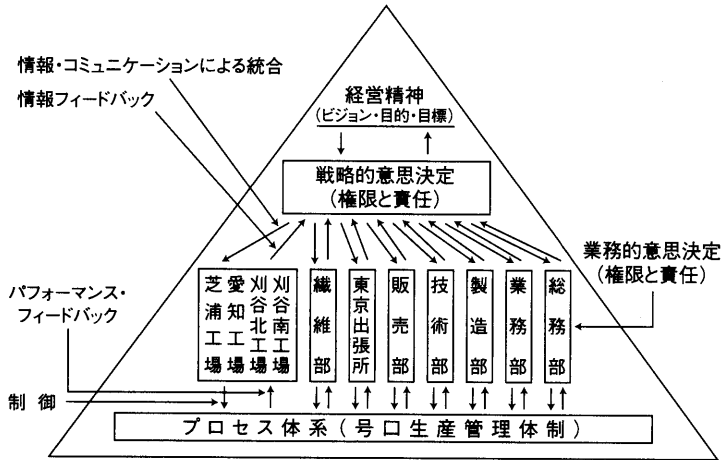 情報・コミュニケーションによる統合
情報フィードバック
経営精神
(ビジョン・目的・目標)
戦略的意思決定
(権限と責任)
業務的意思決定
(権限と責任)
パフォーマンス・
フィードバック
制御
芝浦工場
愛知工場
刈谷北工場
刈谷南工場
繊維部
東京出張所
販売部
技術部
製造部
業務部
総務部
プロセス体系(号口生産管理体制)